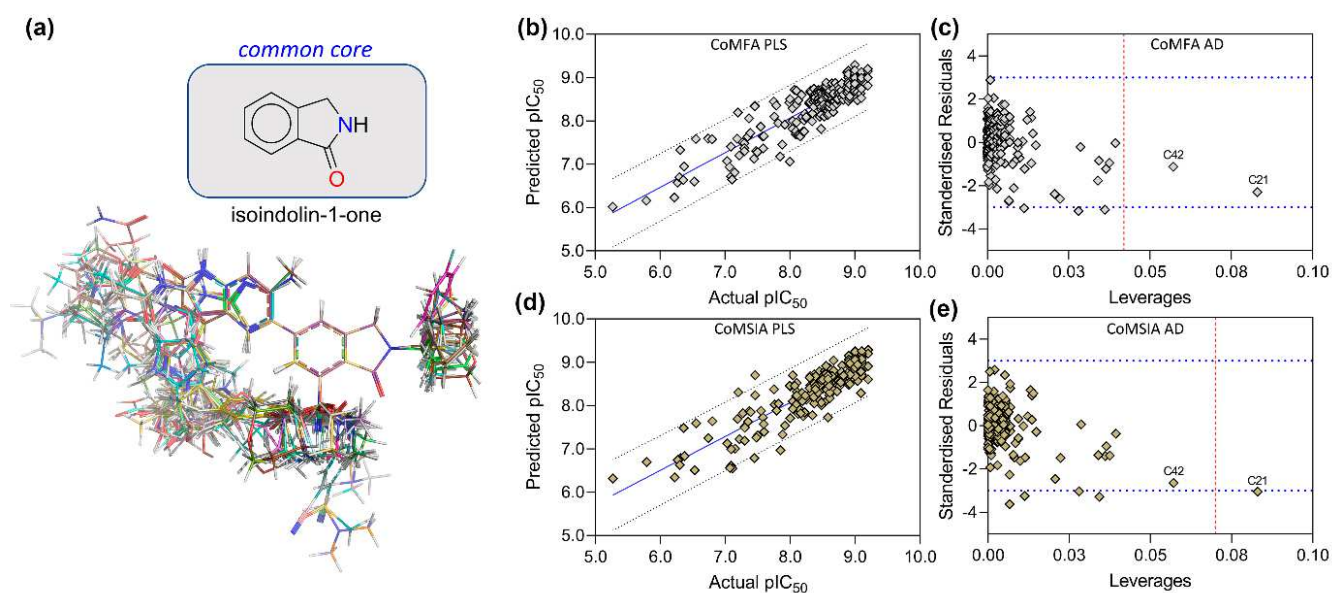 (a)
common core
NH
O
isoindolin-1-one
(b)
CoMFA PLS
Predicted pIC50
10.0
9.0
8.0
7.0
6.0
5.0
5.0 6.0 7.0 8.0 9.0 10.0
Actual pIC50
(c)
CoMFA AD
Standardised Residuals
4
2
0
-2
-4
C42
C21
0.00 0.03 0.05 0.08 0.10
Leverages
(d)
CoMSIA PLS
Predicted pIC50
10.0
9.0
8.0
7.0
6.0
5.0
5.0 6.0 7.0 8.0 9.0 10.0
Actual pIC50
(e)
CoMSIA AD
Standerdised Residuals
4
2
0
-2
-4
C42
C21
0.00 0.03 0.05 0.08 0.10
Leverages